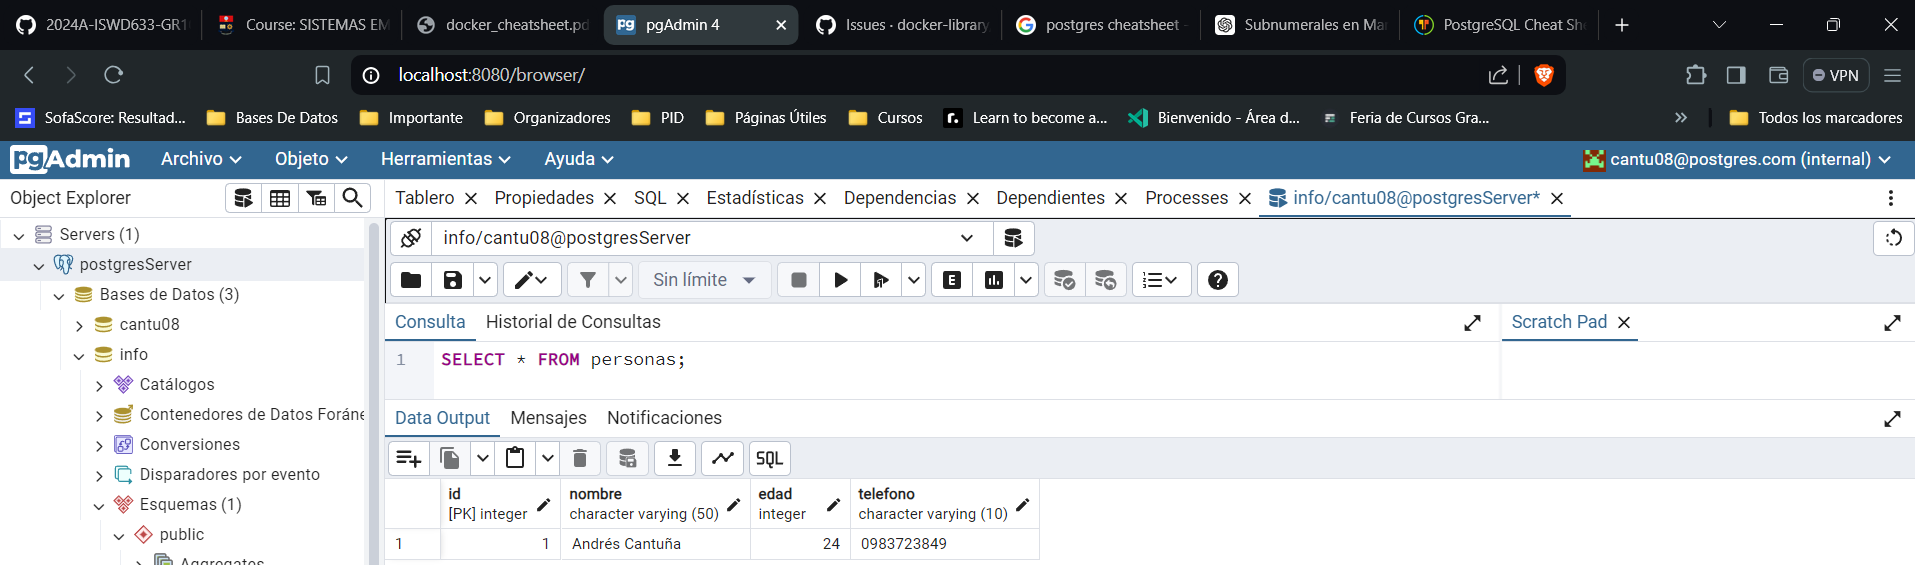 2024A-ISWD633-GR1
Course: SISTEMAS EM
docker_cheatsheet.pd
pgAdmin 4
Issues · docker-library
postgres cheatsheet -
Subnumerales en Ma
PostgreSQL Cheat Sh
localhost:8080/browser/
VPN
SofaScore: Resultad...
Bases De Datos
Importante
Organizadores
PID
Páginas Útiles
Cursos
Learn to become a...
Bienvenido - Área d...
Feria de Cursos Gra...
Todos los marcadores
pgAdmin
Archivo
Objeto
Herramientas
Ayuda
cantu08@postgres.com (internal)
Object Explorer
Tablero
Propiedades
SQL
Estadísticas
Dependencias
Dependientes
Processes
info/cantu08@postgresServer*
Servers (1)
postgresServer
Bases de Datos (3)
cantu08
info
Catálogos
Contenedores de Datos Foráne
Conversiones
Disparadores por evento
Esquemas (1)
public
Aggregates
info/cantu08@postgresServer
Sin límite
E
Consulta
Historial de Consultas
Scratch Pad
1
SELECT * FROM personas;
Data Output
Mensajes
Notificaciones
SQL
id
[PK] integer
nombre
character varying (50)
edad
integer
telefono
character varying (10)
1
1
Andrés Cantuña
24
0983723849